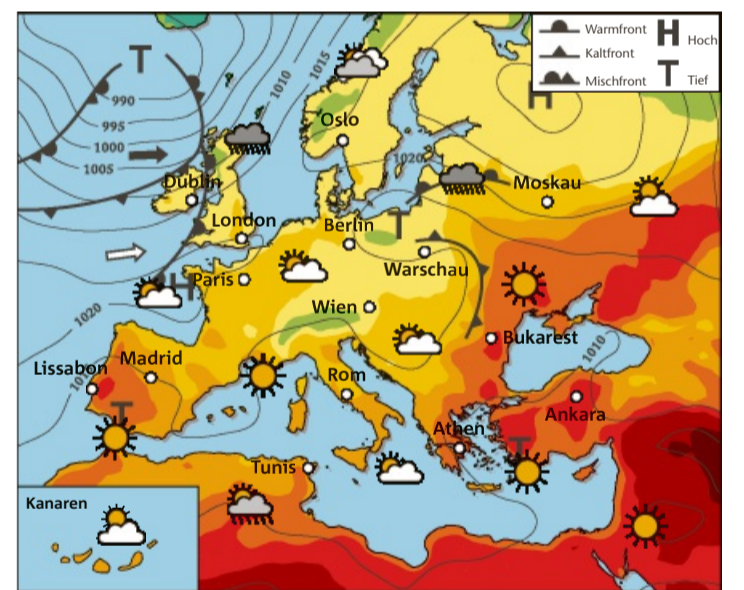 Warmfront
H Hoch
Kaltfront
Mischfront
T Tief
T
1010
1015
990
995
1000
1005
H
Oslo
1020
Dublin
Moskau
London
Berlin
T
Warschau
Paris
H
Wien
1020
Bukarest
1010
Lissabon
Madrid
Rom
T
Ankara
Athen
T
Tunis
Kanaren